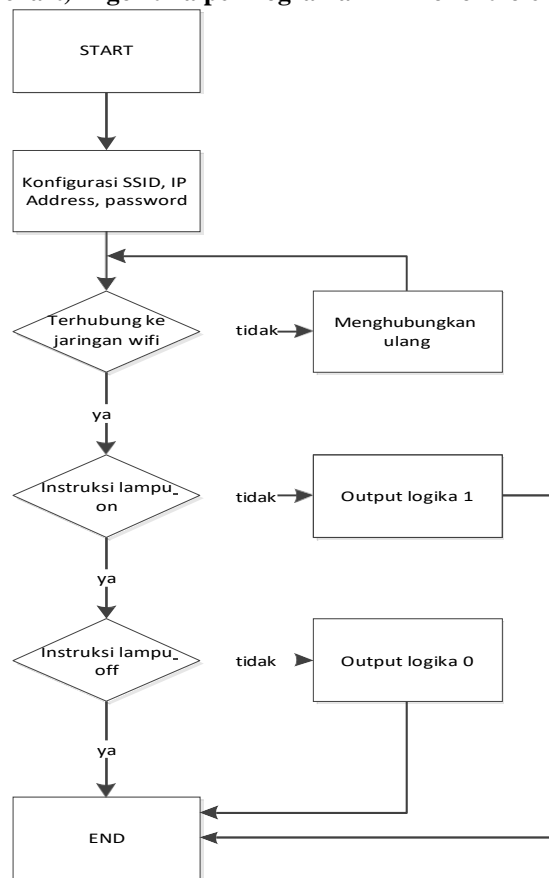 START
Konfigurasi SSID, IP
Address, password
Terhubung ke
jaringan wifi
tidak
Menghubungkan
ulang
ya
Instruksi lampu_
on
tidak
Output logika 1
ya
Instruksi lampu_
off
tidak
Output logika 0
ya
END